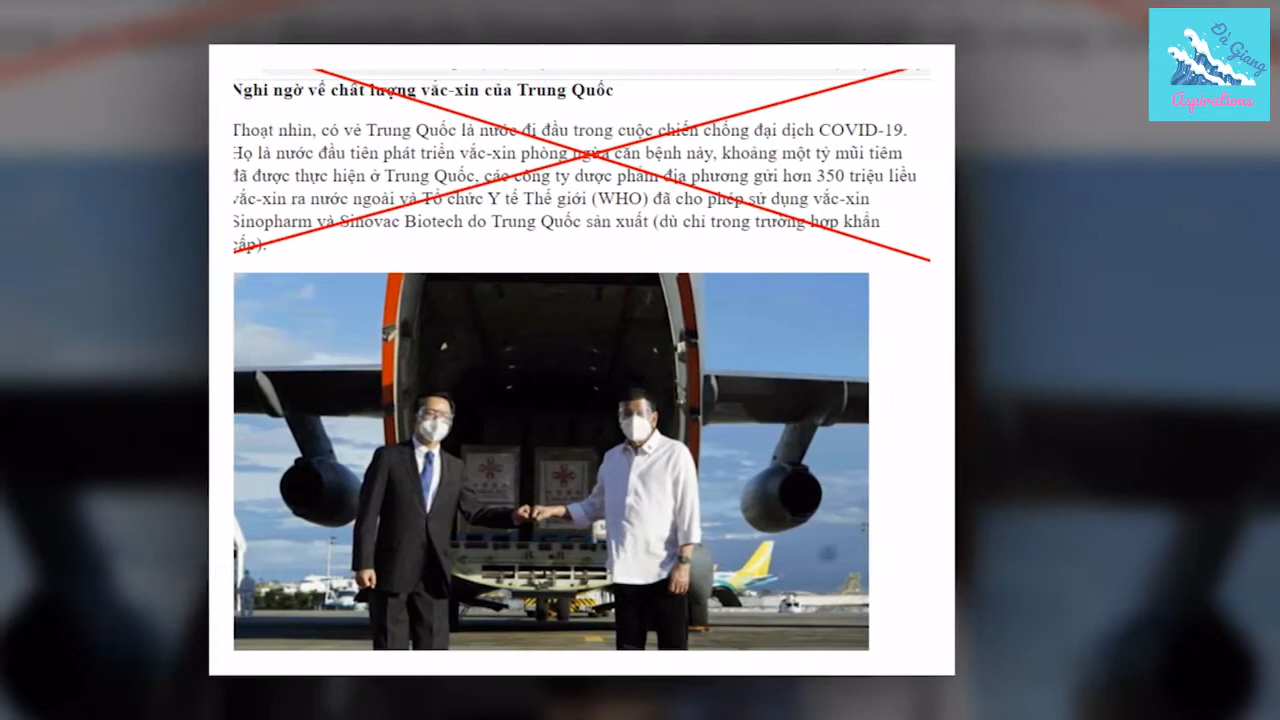 Đà Giang
Aspirations
Nghi ngờ về chất lượng vắc-xin của Trung Quốc
Thoạt nhìn, có vẻ Trung Quốc là nước đi đầu trong cuộc chiến chống đại dịch COVID-19.
Họ là nước đầu tiên phát triển vắc-xin phòng ngừa căn bệnh này, khoảng một tỷ mũi tiêm
đã được thực hiện ở Trung Quốc, các công ty dược phẩm địa phương gửi hơn 350 triệu liều
vắc-xin ra nước ngoài và Tổ chức Y tế Thế giới (WHO) đã cho phép sử dụng vắc-xin
Sinopharm và Sinovac Biotech do Trung Quốc sản xuất (dù chỉ trong trường hợp khẩn
cấp).